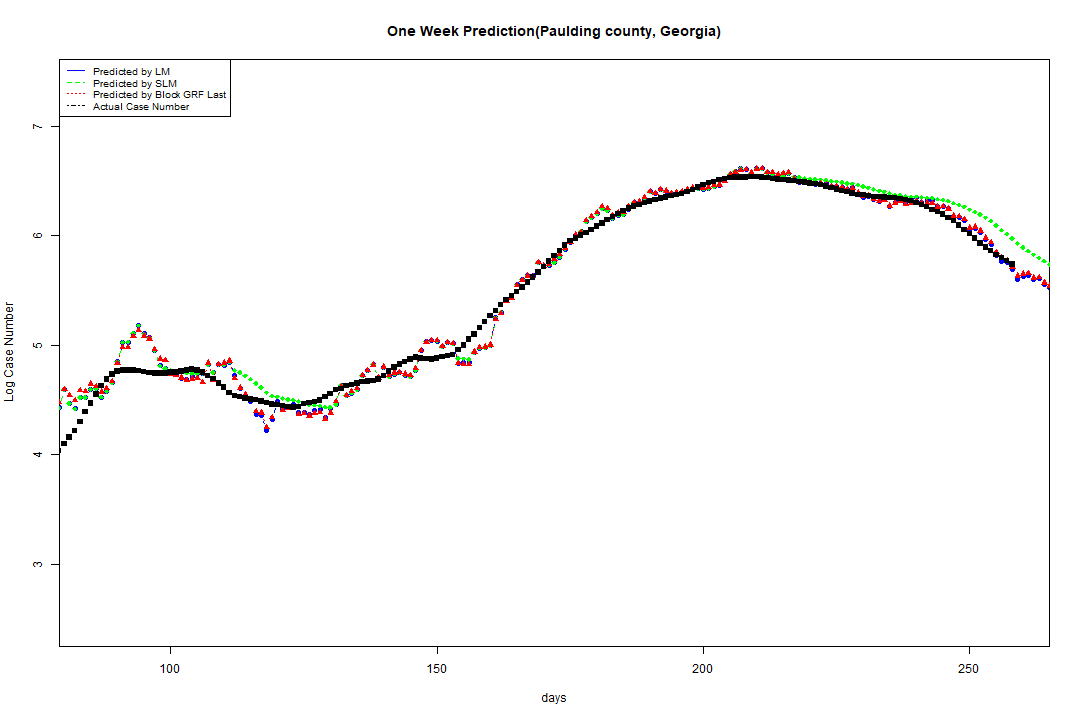 One Week Prediction(Paulding county, Georgia)
Predicted by LM
Predicted by SLM
Predicted by Block GRF Last
Actual Case Number
7
6
5
4
3
Log Case Number
100 150 200 250
days